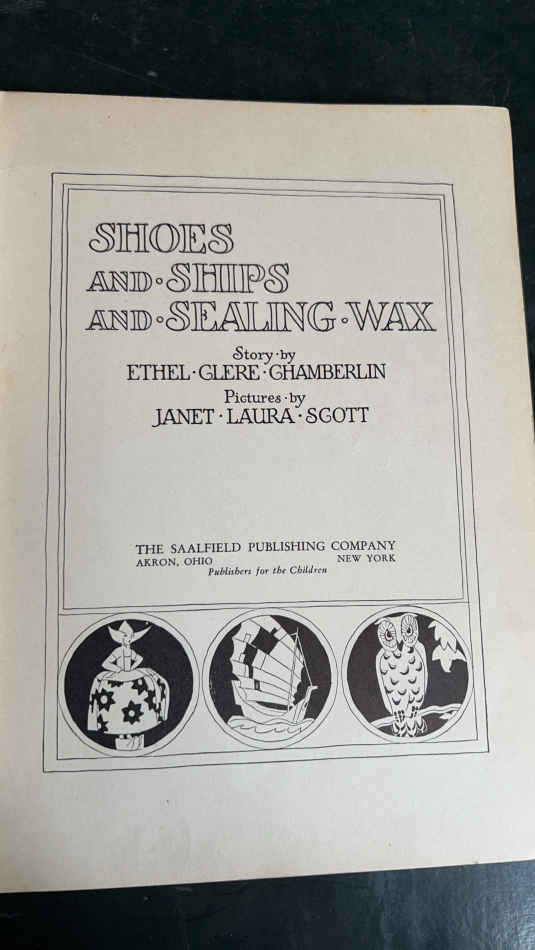 SHOES
AND·SHIPS
AND·SEALING·WAX
Story·by
ETHEL·CLERE·CHAMBERLIN
Pictures·by
JANET·LAURA·SCOTT
THE SAALFIELD PUBLISHING COMPANY
AKRON, OHIO NEW YORK
Publishers for the Children